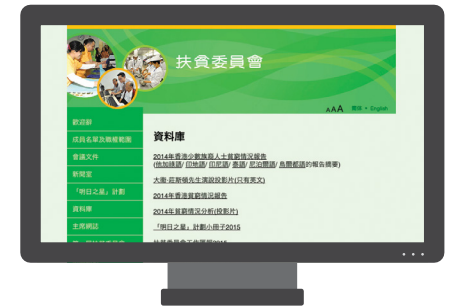 扶貧委員會
AAA 簡体 • English
歡迎辭
成員名單及職權範圍
會議文件
新聞室
「明日之星」計劃
資料庫
主席網誌
資料庫
2014年香港少數族裔人士貧窮情況報告
(他加祿語/ 印地語/ 印尼語/ 泰語/ 尼泊爾語/ 烏爾都語的報告摘要)
大衛‧莊斯頓先生演說投影片(只有英文)
2014年香港貧窮情況報告
2014年貧窮情況分析(投影片)
「明日之星」計劃小冊子2015